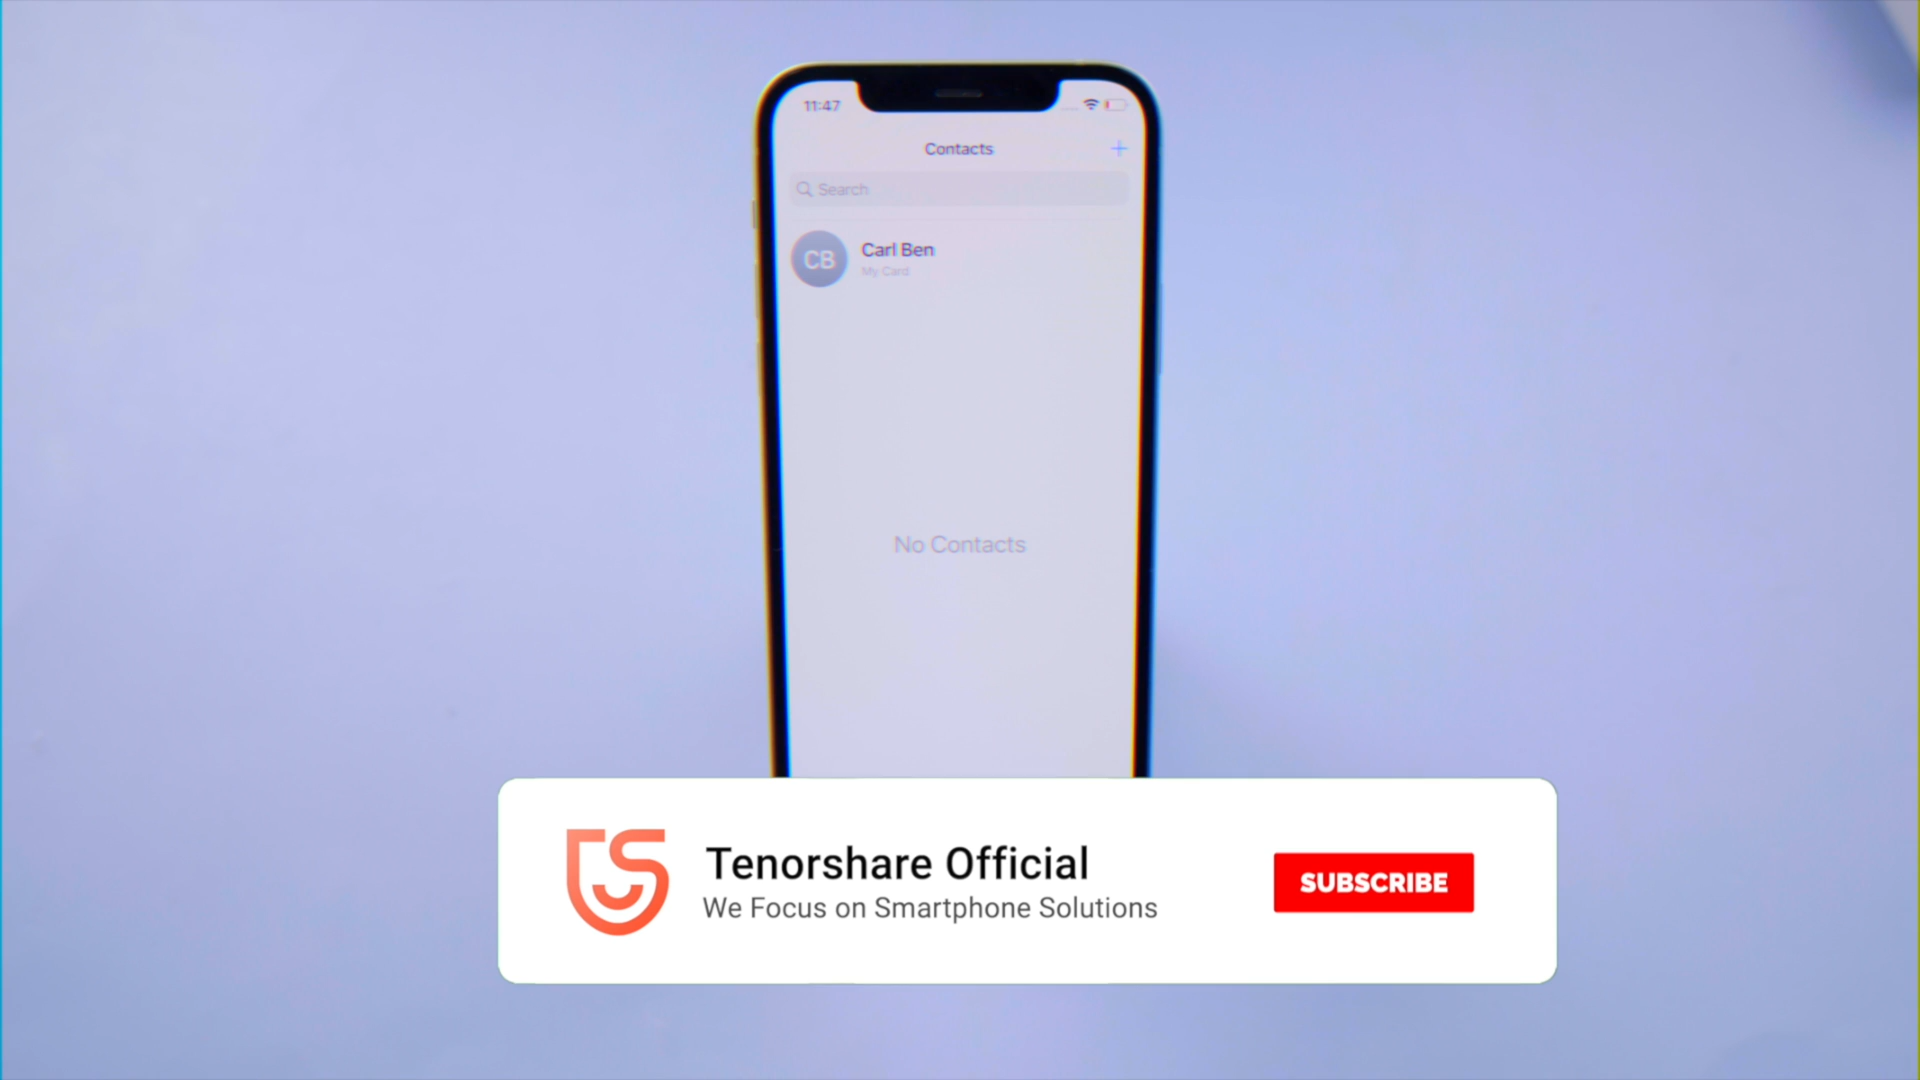 11:47
Contacts
Search
CB
Carl Ben
My Card
No Contacts
Tenorshare Official
We Focus on Smartphone Solutions
SUBSCRIBE